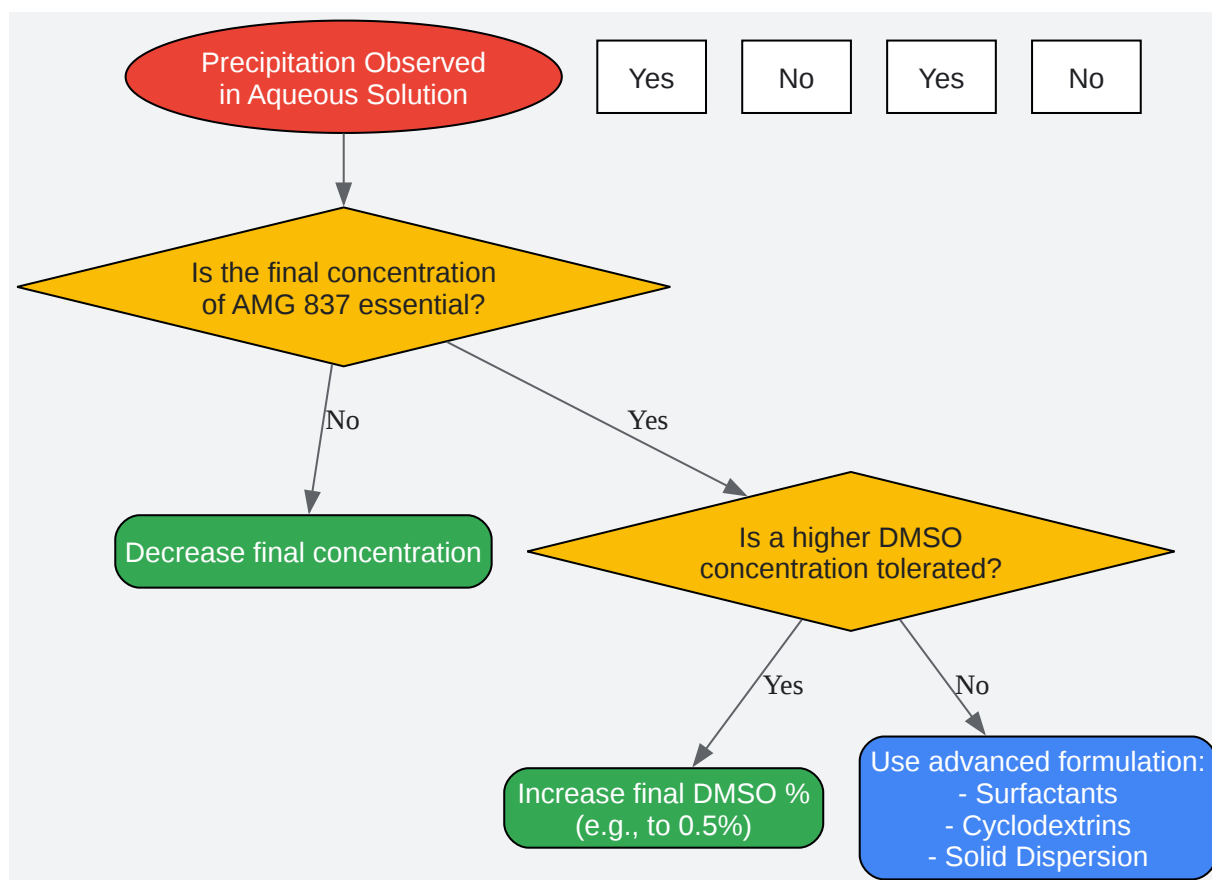 Precipitation Observed
in Aqueous Solution
Yes
No
Yes
No
Is the final concentration
of AMG 837 essential?
No
Yes
Decrease final concentration
Is a higher DMSO
concentration tolerated?
Yes
No
Increase final DMSO %
(e.g., to 0.5%)
Use advanced formulation:
- Surfactants
- Cyclodextrins
- Solid Dispersion